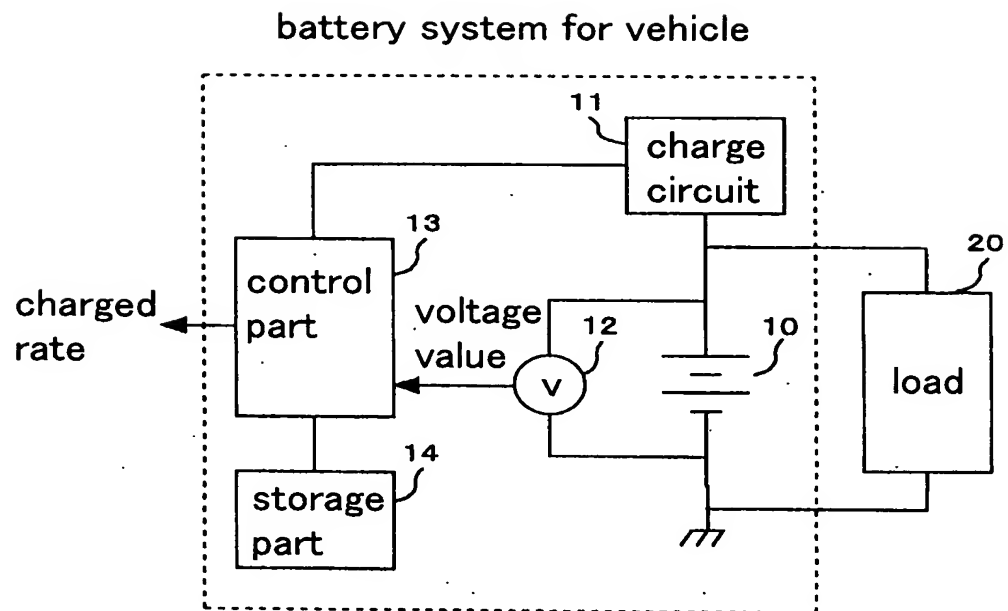 battery system for vehicle
11
charge
circuit
13
control
part
charged
rate
voltage
value
12
V
10
20
load
14
storage
part